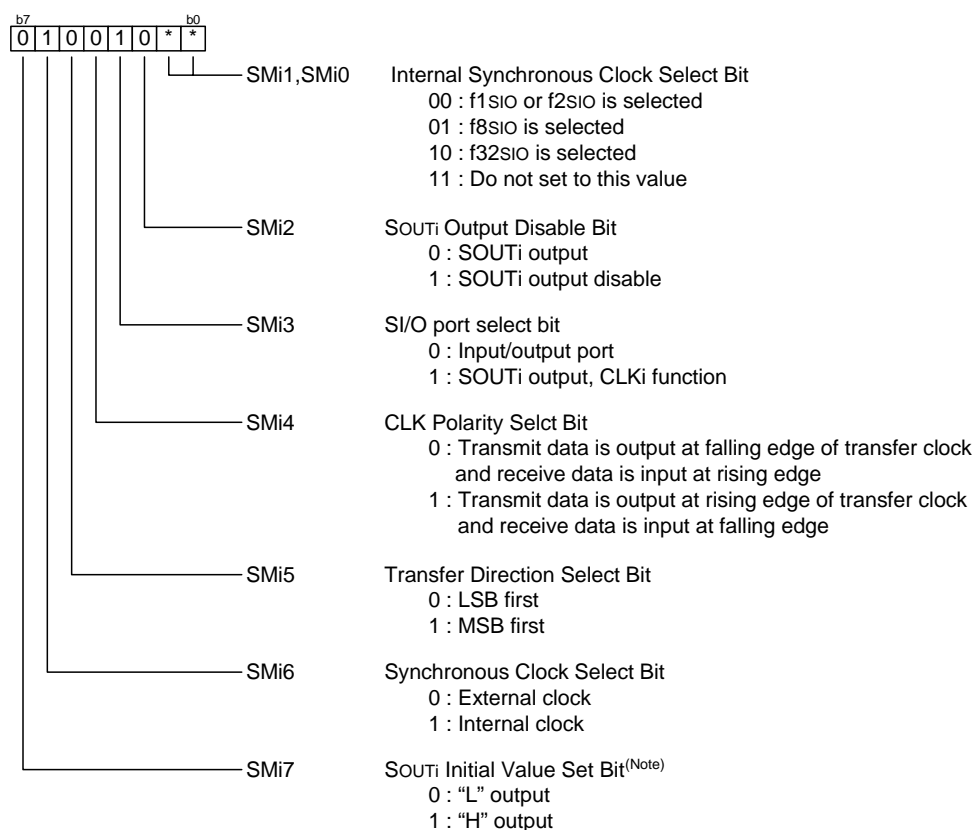 b7 b0
0 1 0 0 1 0 * *
SMi1,SMi0 Internal Synchronous Clock Select Bit
00 : f1SIO or f2SIO is selected
01 : f8SIO is selected
10 : f32SIO is selected
11 : Do not set to this value
SMi2 SOUTi Output Disable Bit
0 : SOUTi output
1 : SOUTi output disable
SMi3 SI/O port select bit
0 : Input/output port
1 : SOUTi output, CLKi function
SMi4 CLK Polarity Selct Bit
0 : Transmit data is output at falling edge of transfer clock
and receive data is input at rising edge
1 : Transmit data is output at rising edge of transfer clock
and receive data is input at falling edge
SMi5 Transfer Direction Select Bit
0 : LSB first
1 : MSB first
SMi6 Synchronous Clock Select Bit
0 : External clock
1 : Internal clock
SMi7 SOUTi Initial Value Set Bit(Note)
0 : “L” output
1 : “H” output